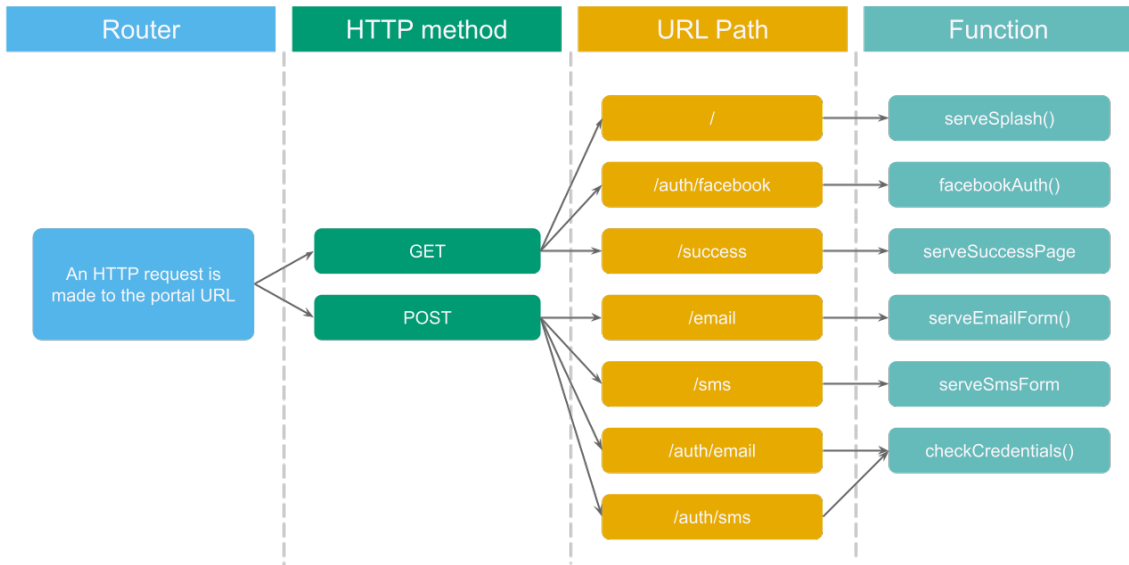 Router
HTTP method
URL Path
Function
/
serveSplash()
/auth/facebook
facebookAuth()
An HTTP request is
made to the portal URL
GET
/success
serveSuccessPage
POST
/email
serveEmailForm()
/sms
serveSmsForm
/auth/email
checkCredentials()
/auth/sms